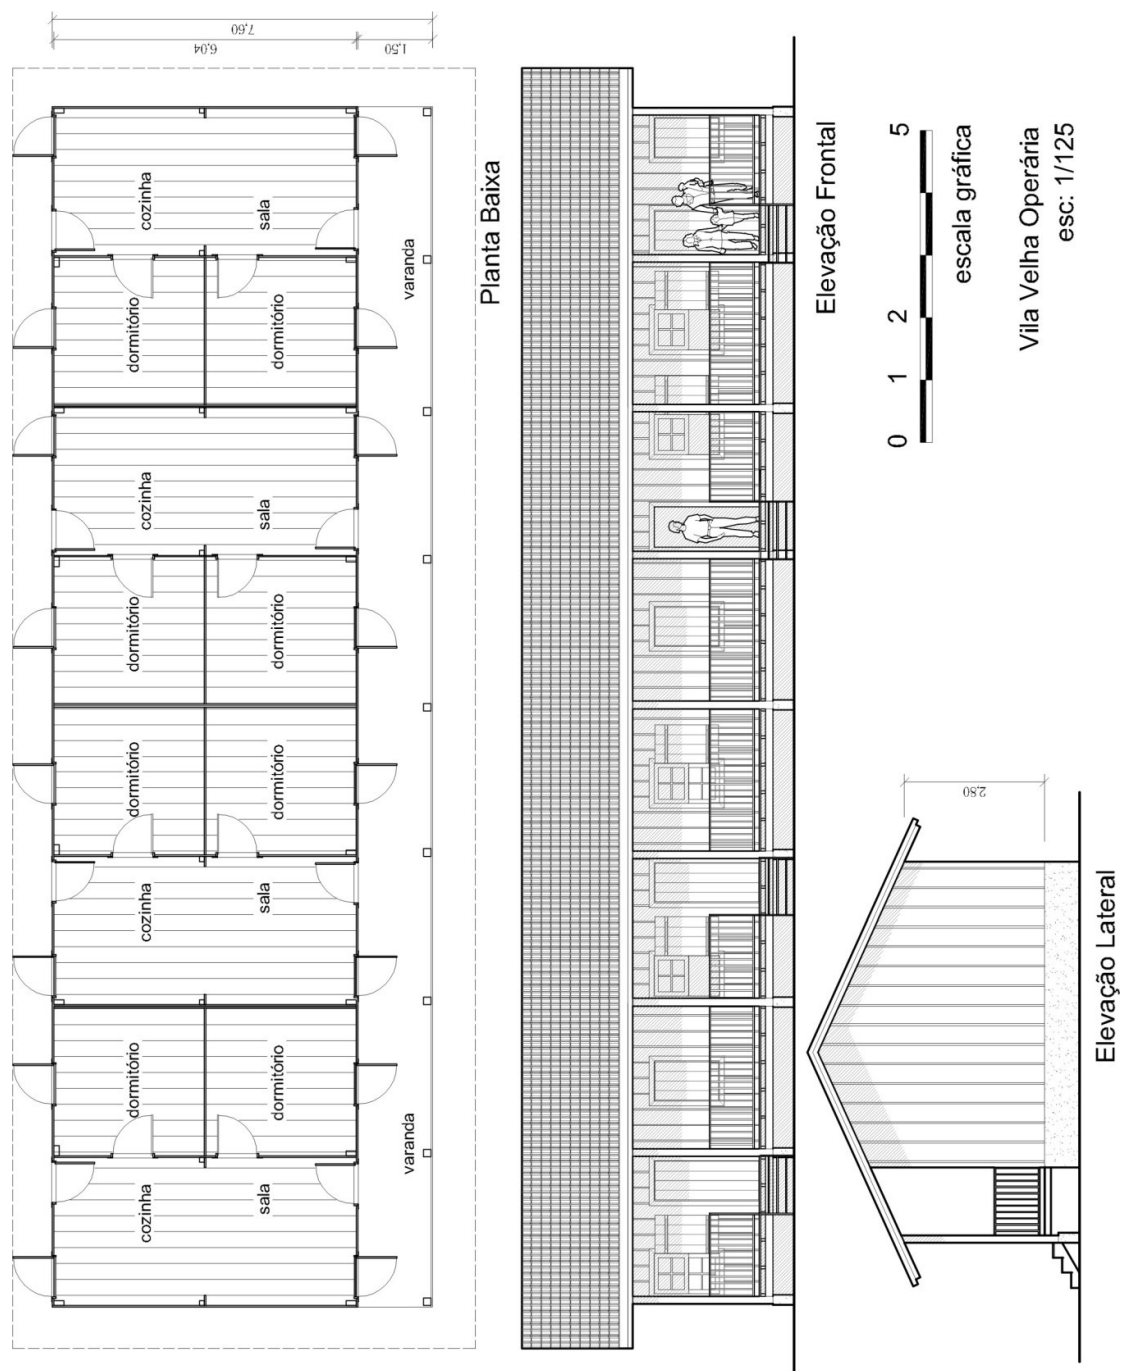 7,60
6,04
1,50
cozinha
dormitório
cozinha
dormitório
dormitório
cozinha
dormitório
cozinha
sala
dormitório
sala
dormitório
dormitório
sala
dormitório
sala
varanda
varanda
Planta Baixa
Elevação Frontal
2,80
Elevação Lateral
0 1 2 5
escala gráfica
Vila Velha Operária
esc: 1/125